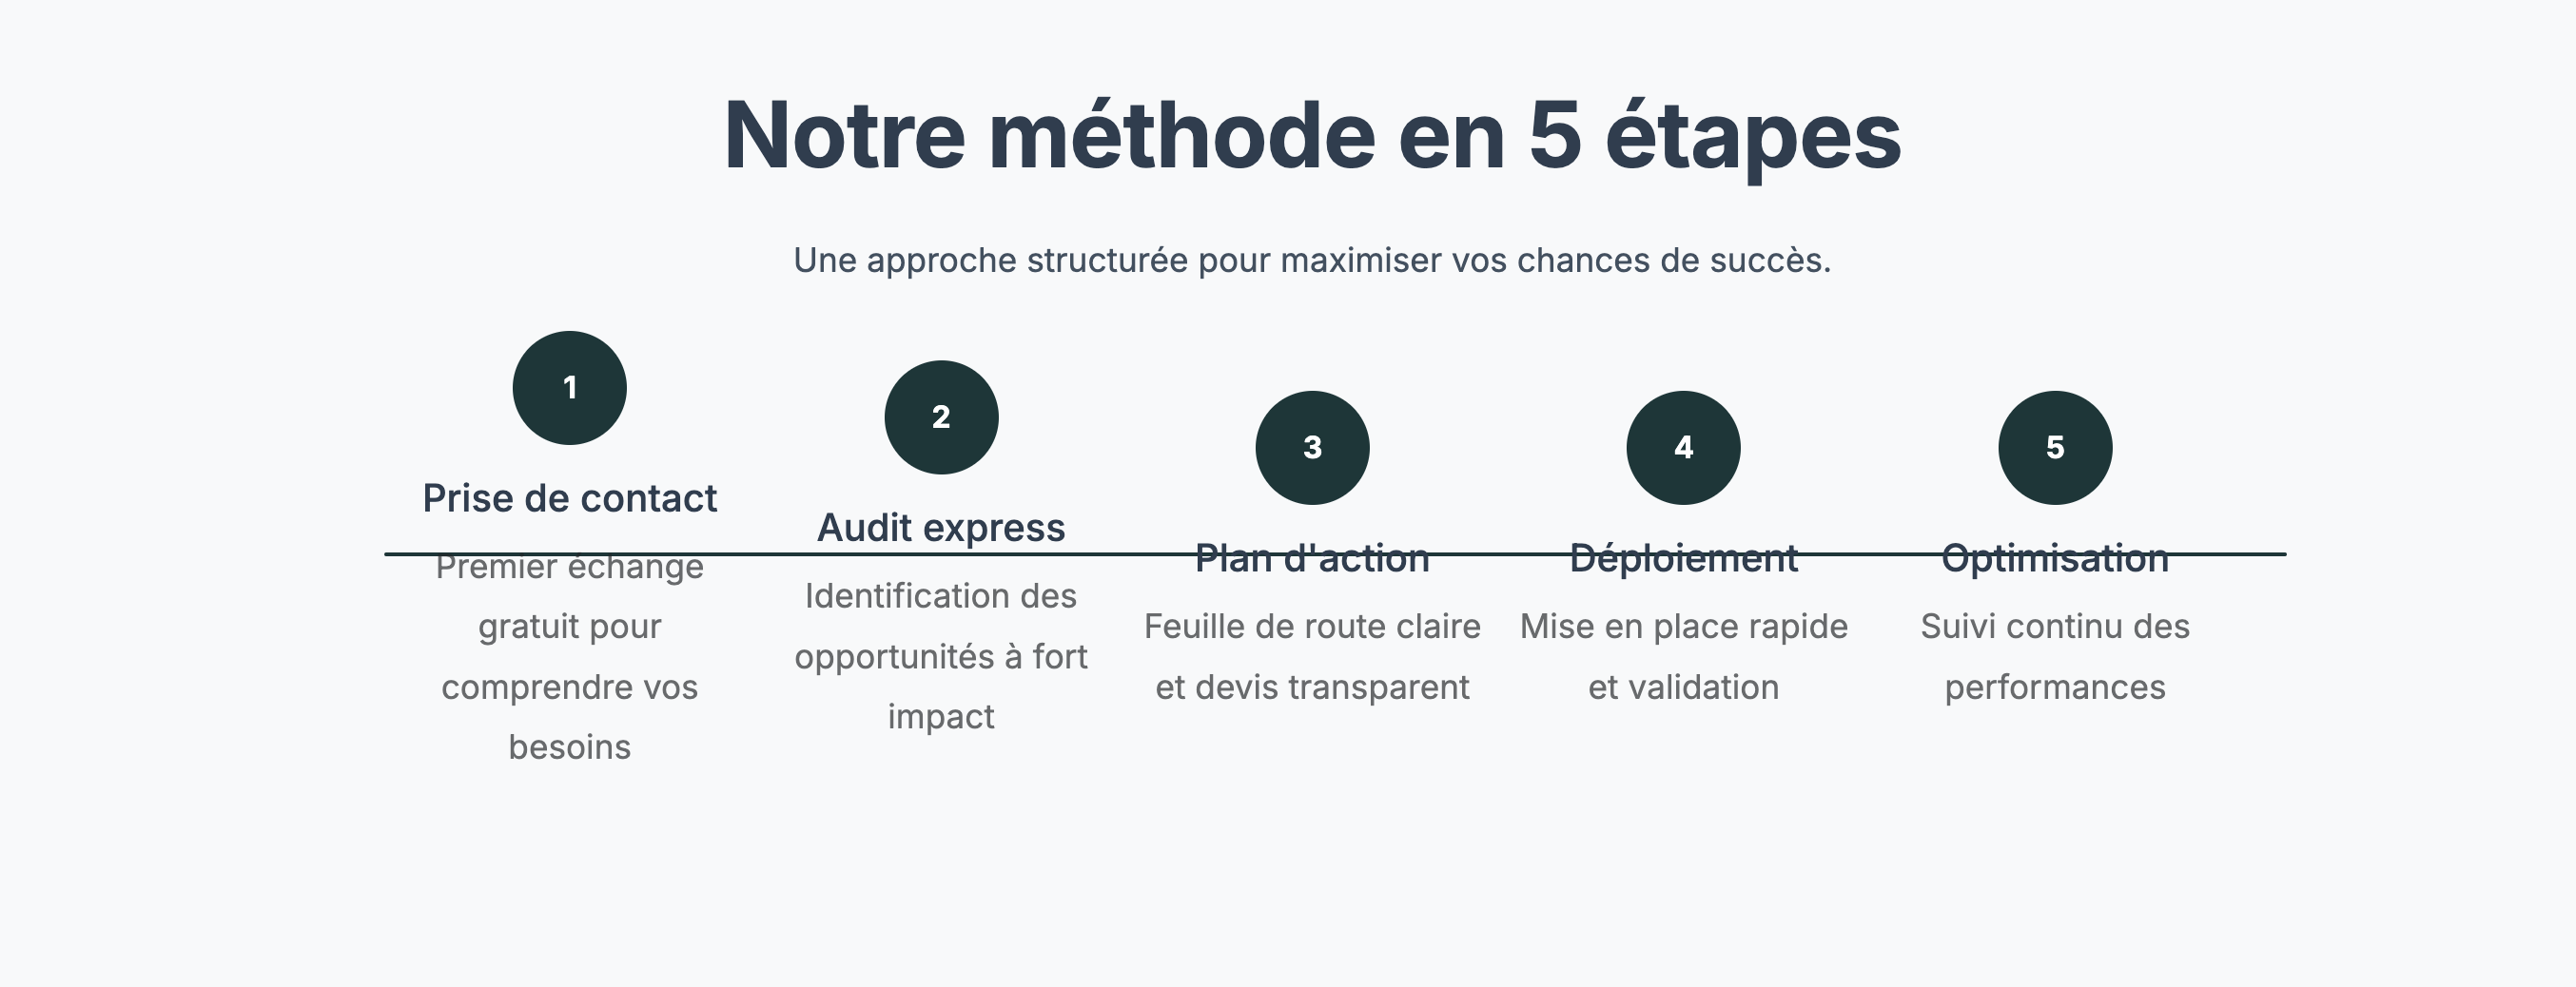 Notre méthode en 5 étapes
Une approche structurée pour maximiser vos chances de succès.
1
Prise de contact
Premier échange
gratuit pour
comprendre vos
besoins
2
Audit express
Identification des
opportunités à fort
impact
3
Plan d'action
Feuille de route claire
et devis transparent
4
Déploiement
Mise en place rapide
et validation
5
Optimisation
Suivi continu des
performances